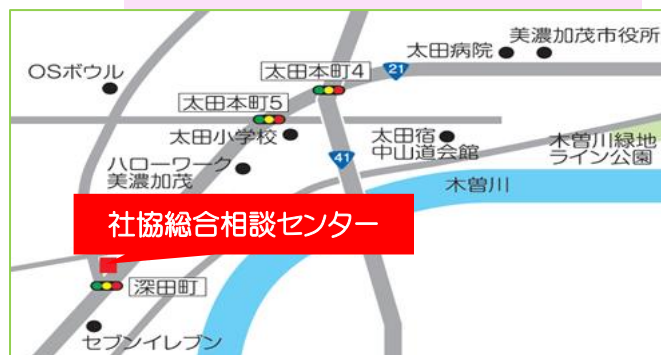 美濃加茂市役所
太田病院
OSボウル
太田本町4
21
太田本町5
太田小学校
太田宿
中山道会館
木曽川緑地
ライン公園
ハローワーク
美濃加茂
41
木曽川
社協総合相談センター
深田町
セブンイレブン